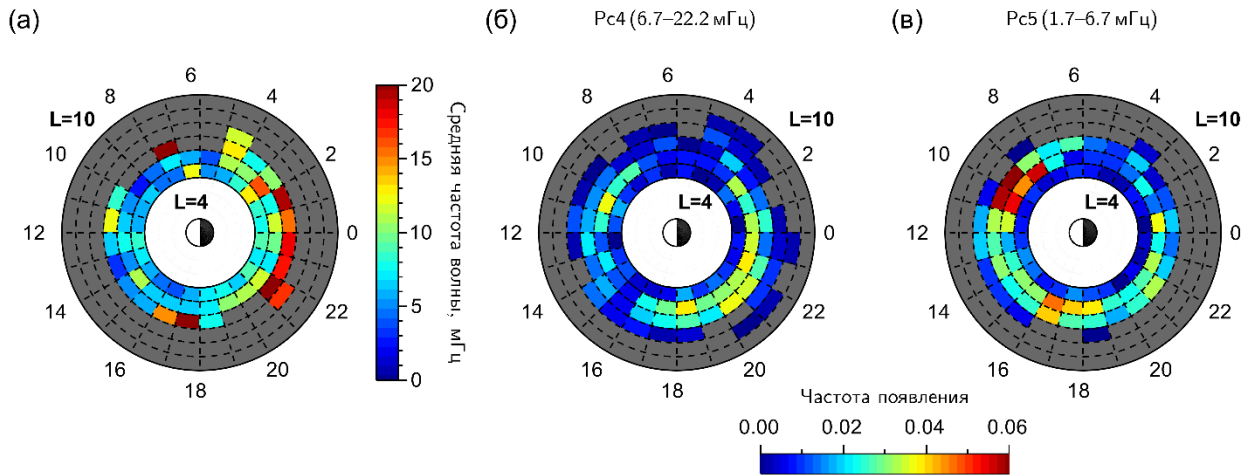 (а)
(б)
Pc4 (6.7–22.2 мГц)
(в)
Pc5 (1.7–6.7 мГц)
6
8
4
L=10
10
2
L=4
12
0
14
22
16
20
18
20
15
10
5
0
Средняя частота волны, мГц
6
8
4
L=10
10
2
L=4
12
0
14
22
16
20
18
6
8
4
L=10
10
2
L=4
12
0
14
22
16
20
18
Частота появления
0.00 0.02 0.04 0.06